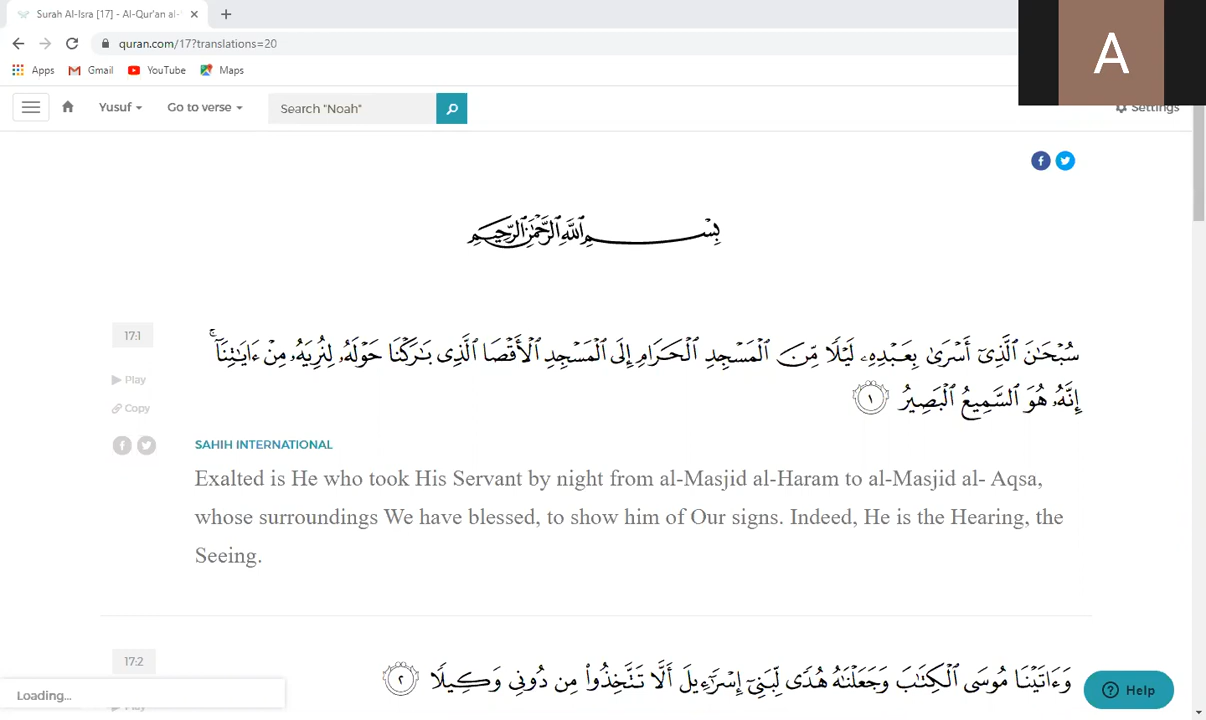 Surah Al-Isra [17] - Al-Qur'an al-
quran.com/17?translations=20
Apps Gmail YouTube Maps
A
Yusuf Go to verse Search "Noah" Settings
بِسْمِ اللَّهِ الرَّحْمَٰنِ الرَّحِيمِ
17:1
سُبْحَٰنَ ٱلَّذِىٓ أَسْرَىٰ بِعَبْدِهِۦ لَيْلًا مِّنَ ٱلْمَسْجِدِ ٱلْحَرَامِ إِلَى ٱلْمَسْجِدِ ٱلْأَقْصَا ٱلَّذِى بَٰرَكْنَا حَوْلَهُۥ لِنُرِيَهُۥ مِنْ ءَايَٰتِنَآ ۚ
إِنَّهُۥ هُوَ ٱلسَّمِيعُ ٱلْبَصِيرُ ١
Play
Copy
SAHIH INTERNATIONAL
Exalted is He who took His Servant by night from al-Masjid al-Haram to al-Masjid al- Aqsa,
whose surroundings We have blessed, to show him of Our signs. Indeed, He is the Hearing, the
Seeing.
17:2
وَءَاتَيْنَا مُوسَى ٱلْكِتَٰبَ وَجَعَلْنَٰهُ هُدًى لِّبَنِىٓ إِسْرَٰٓءِيلَ أَلَّا تَتَّخِذُوا۟ مِن دُونِى وَكِيلًا ٢
Loading...
Help